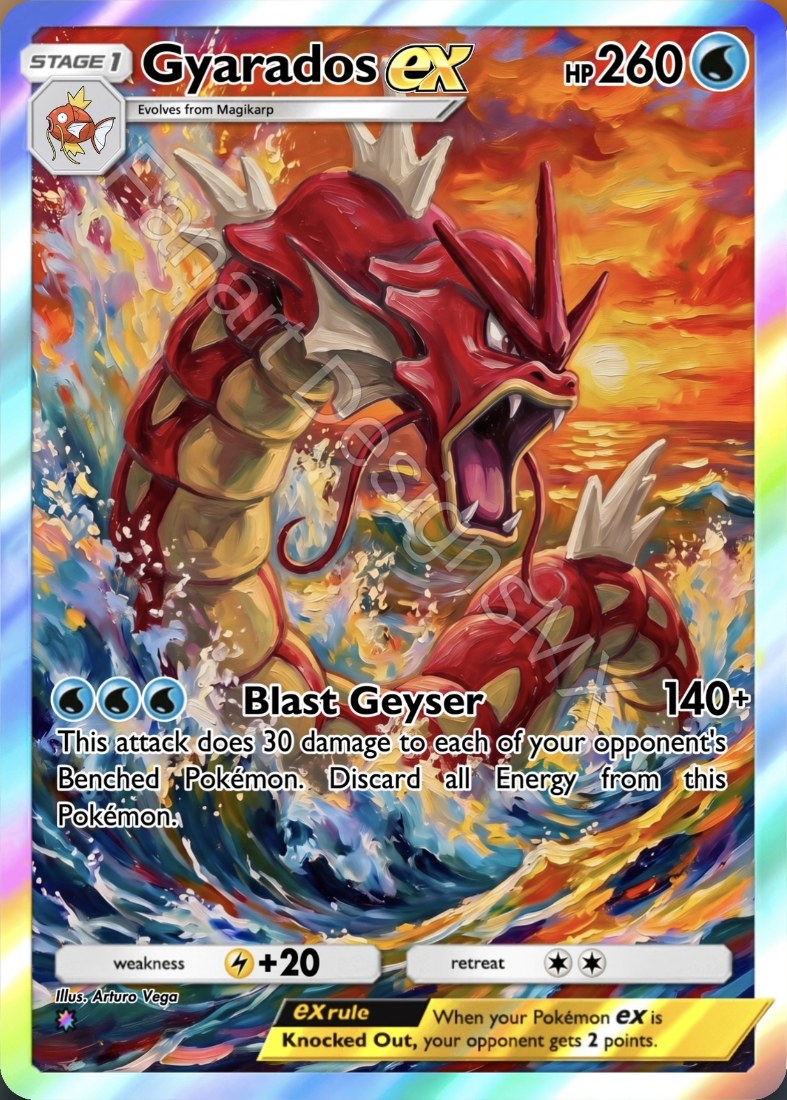 STAGE 1
Gyarados ex
HP 260
Evolves from Magikarp
Fanart DesignsMX
Blast Geyser 140+
This attack does 30 damage to each of your opponent's
Benched Pokémon. Discard all Energy from this
Pokémon.
weakness +20 retreat
Illus. Arturo Vega
ex rule When your Pokémon ex is
Knocked Out, your opponent gets 2 points.